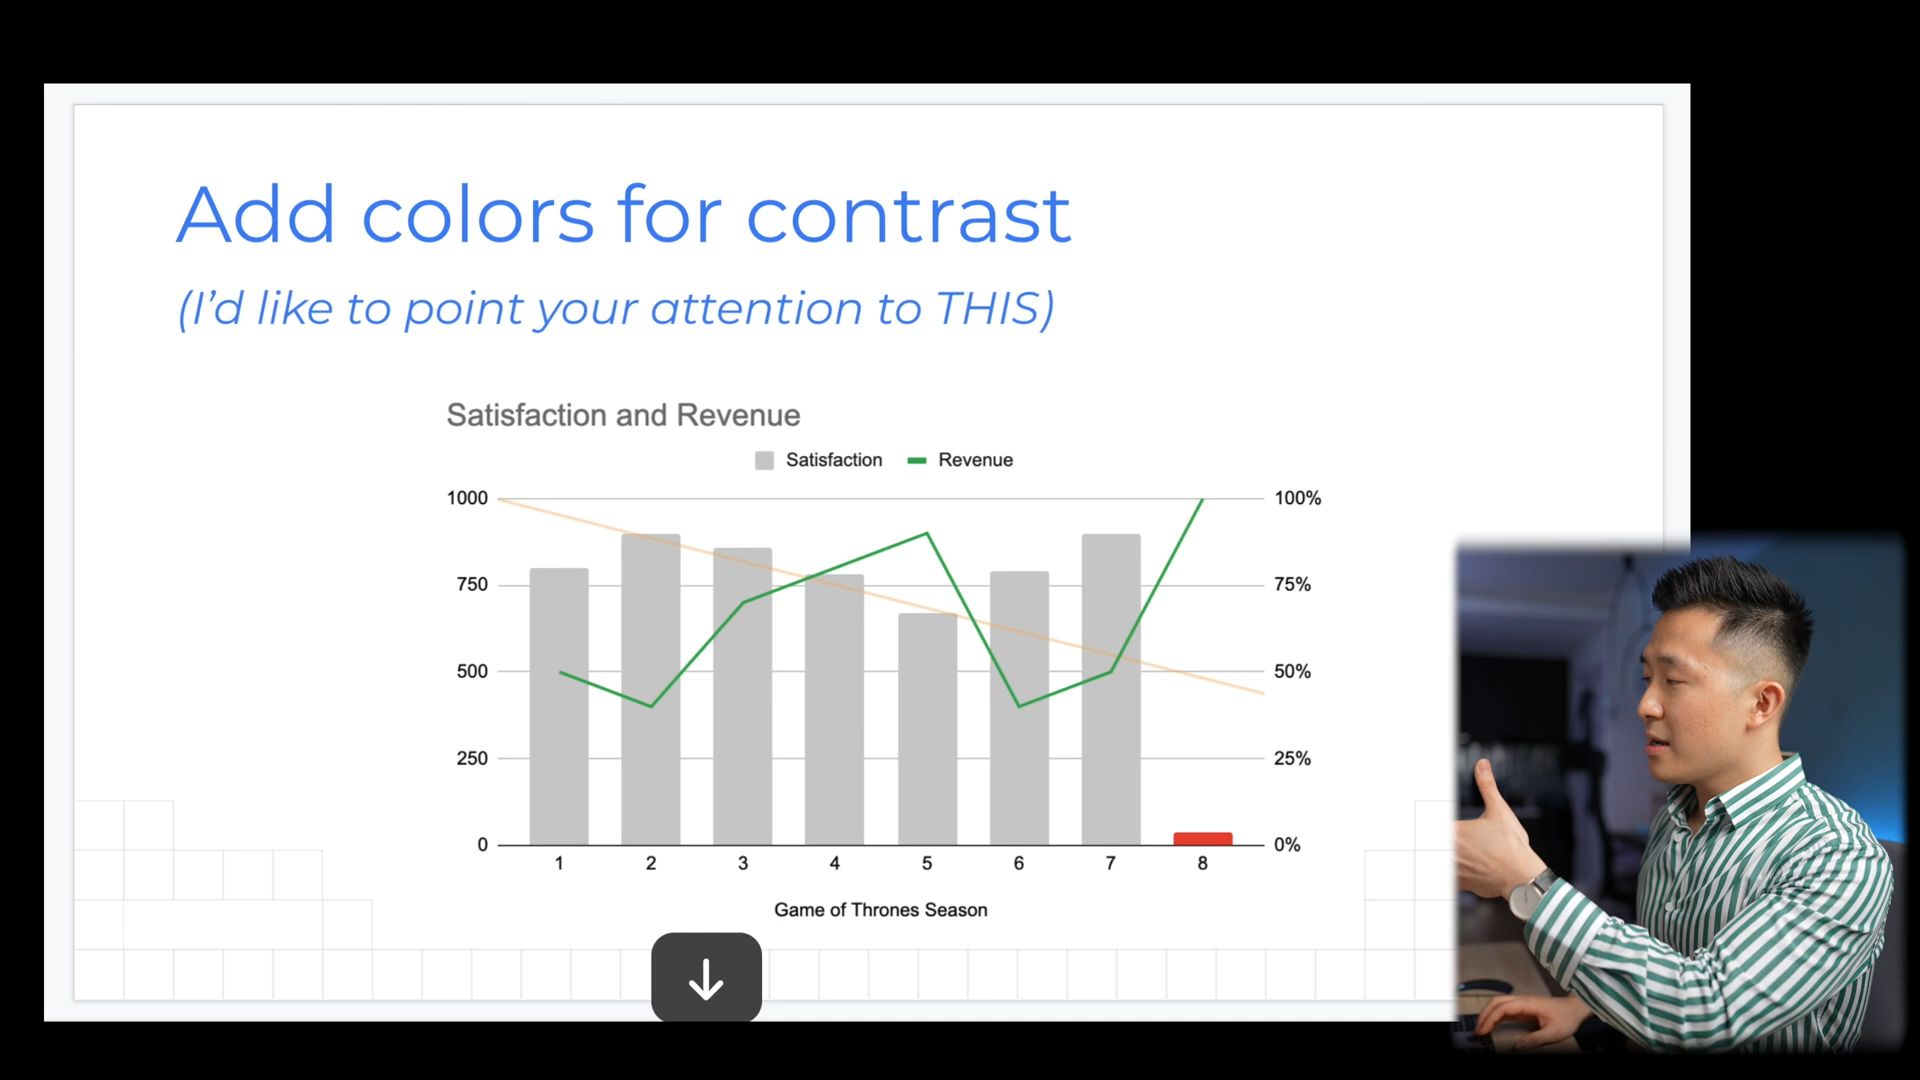 Add colors for contrast
(I'd like to point your attention to THIS)
Satisfaction and Revenue
Satisfaction Revenue
1000 100%
750 75%
500 50%
250 25%
0 0%
1 2 3 4 5 6 7 8
Game of Thrones Season